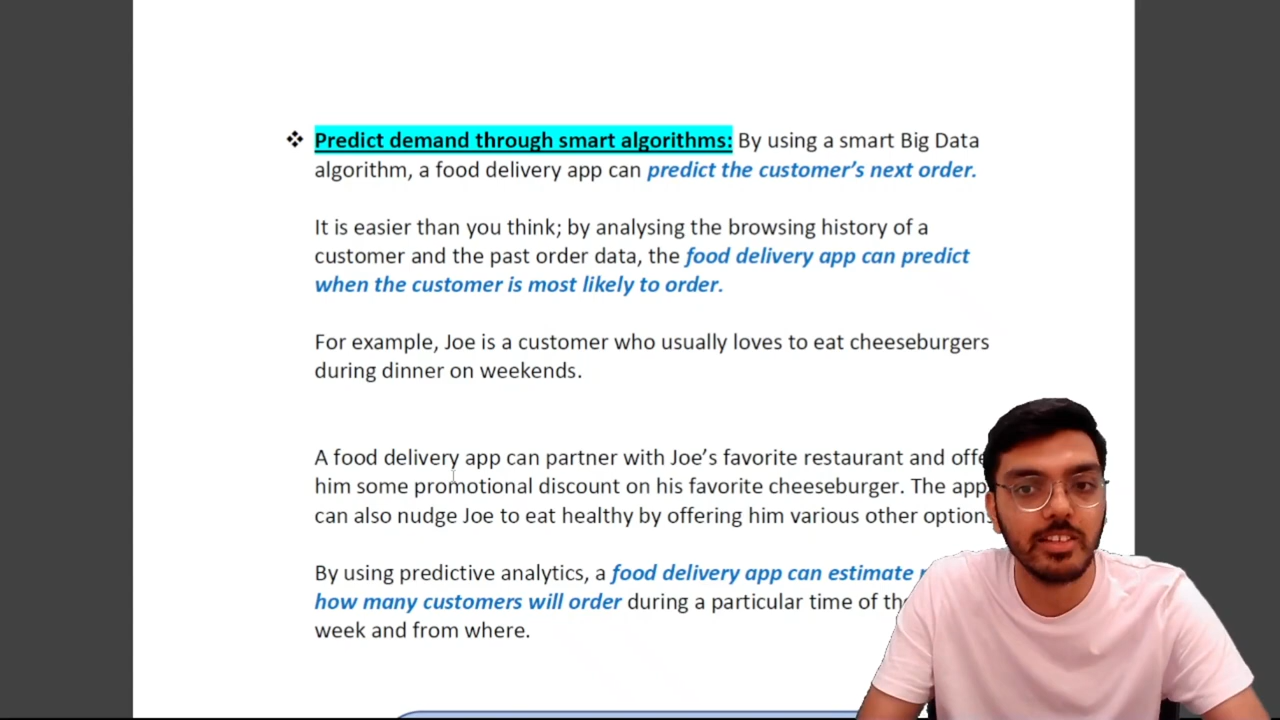 ❖ Predict demand through smart algorithms: By using a smart Big Data
algorithm, a food delivery app can predict the customer’s next order.
It is easier than you think; by analysing the browsing history of a
customer and the past order data, the food delivery app can predict
when the customer is most likely to order.
For example, Joe is a customer who usually loves to eat cheeseburgers
during dinner on weekends.
A food delivery app can partner with Joe’s favorite restaurant and
him some promotional discount on his favorite cheeseburger. The app
can also nudge Joe to eat healthy by offering him various other
By using predictive analytics, a food delivery app can estimate
how many customers will order during a particular time of
week and from where.